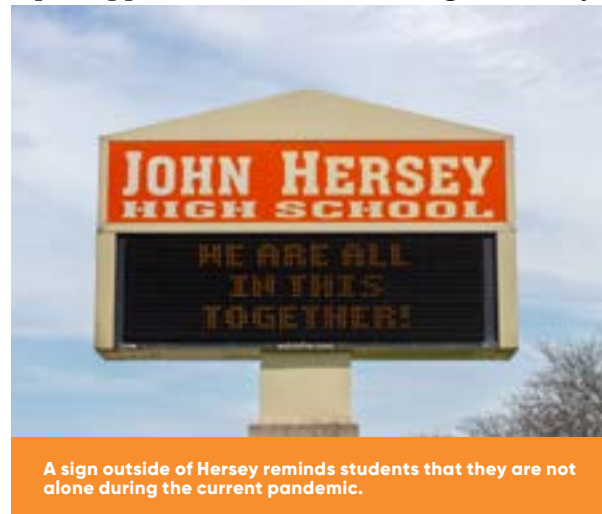 JOHN HERSEY
HIGH SCHOOL
WE ARE ALL
IN THIS
TOGETHER!
A sign outside of Hersey reminds students that they are not
alone during the current pandemic.